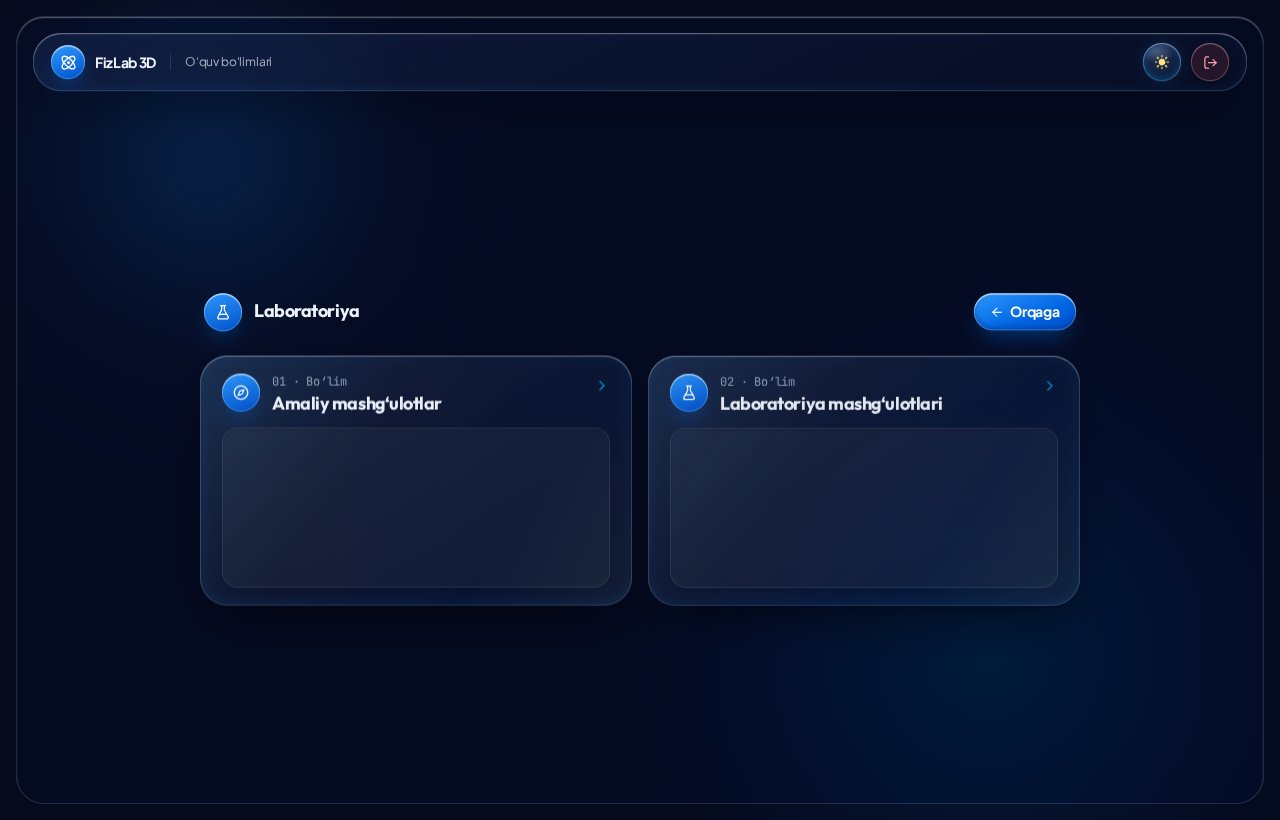 FizLab 3D
O'quv bo'limlari
Laboratoriya
Orqaga
01 · Bo‘lim
Amaliy mashg‘ulotlar
02 · Bo‘lim
Laboratoriya mashg‘ulotlari